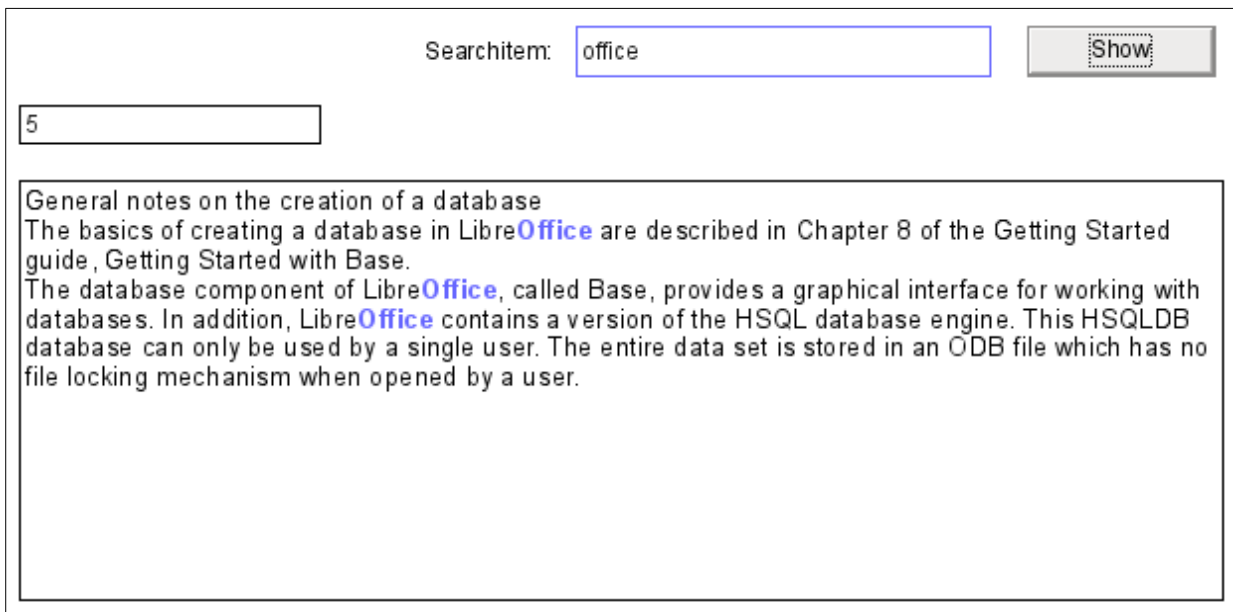 Searchitem: office Show
5
General notes on the creation of a database
The basics of creating a database in LibreOffice are described in Chapter 8 of the Getting Started
guide, Getting Started with Base.
The database component of LibreOffice, called Base, provides a graphical interface for working with
databases. In addition, LibreOffice contains a version of the HSQL database engine. This HSQLDB
database can only be used by a single user. The entire data set is stored in an ODB file which has no
file locking mechanism when opened by a user.